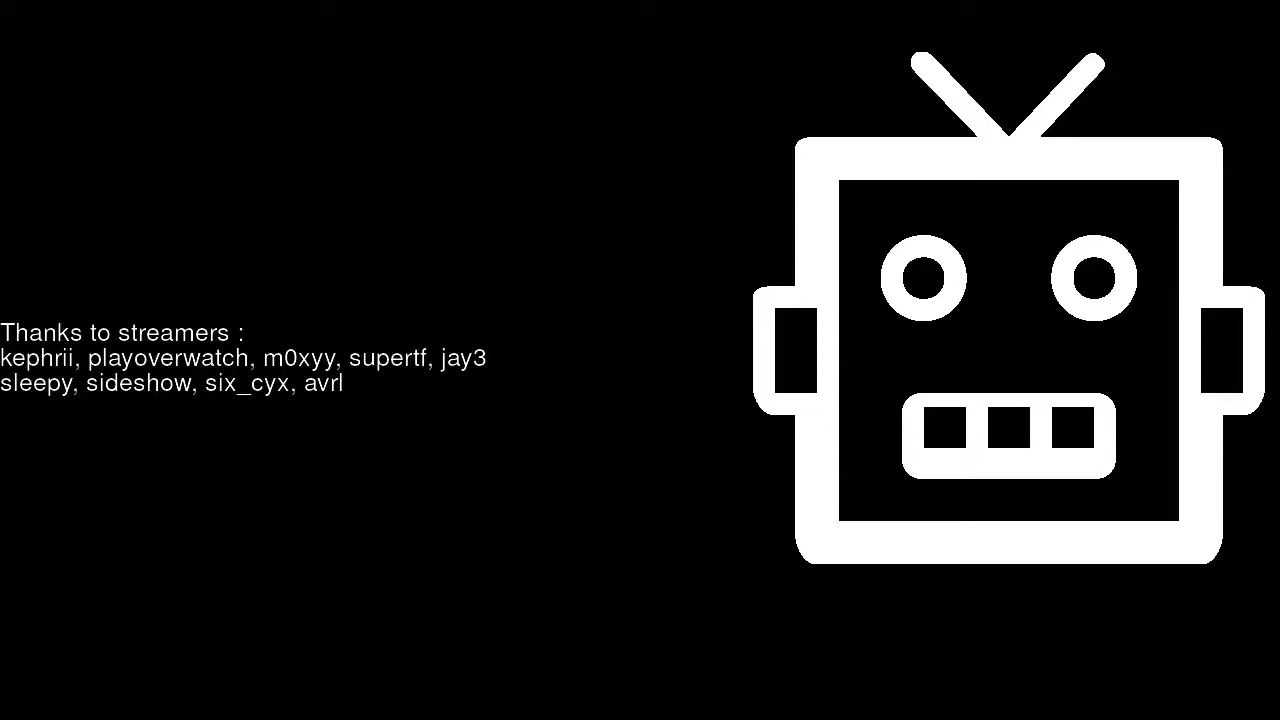 Thanks to streamers :
kephrii, playoverwatch, m0xyy, supertf, jay3
sleepy, sideshow, six_cyx, avrl